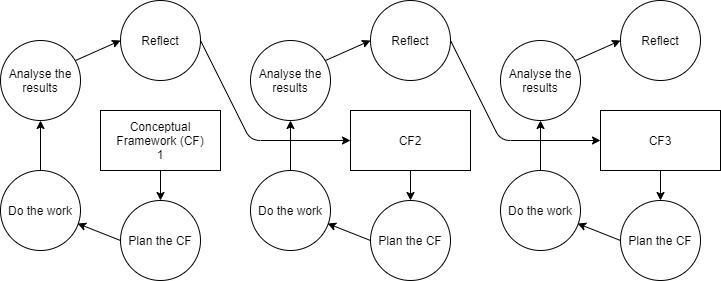 Reflect
Analyse the
results
Conceptual
Framework (CF)
1
Do the work
Plan the CF
Reflect
Analyse the
results
CF2
Do the work
Plan the CF
Reflect
Analyse the
results
CF3
Do the work
Plan the CF